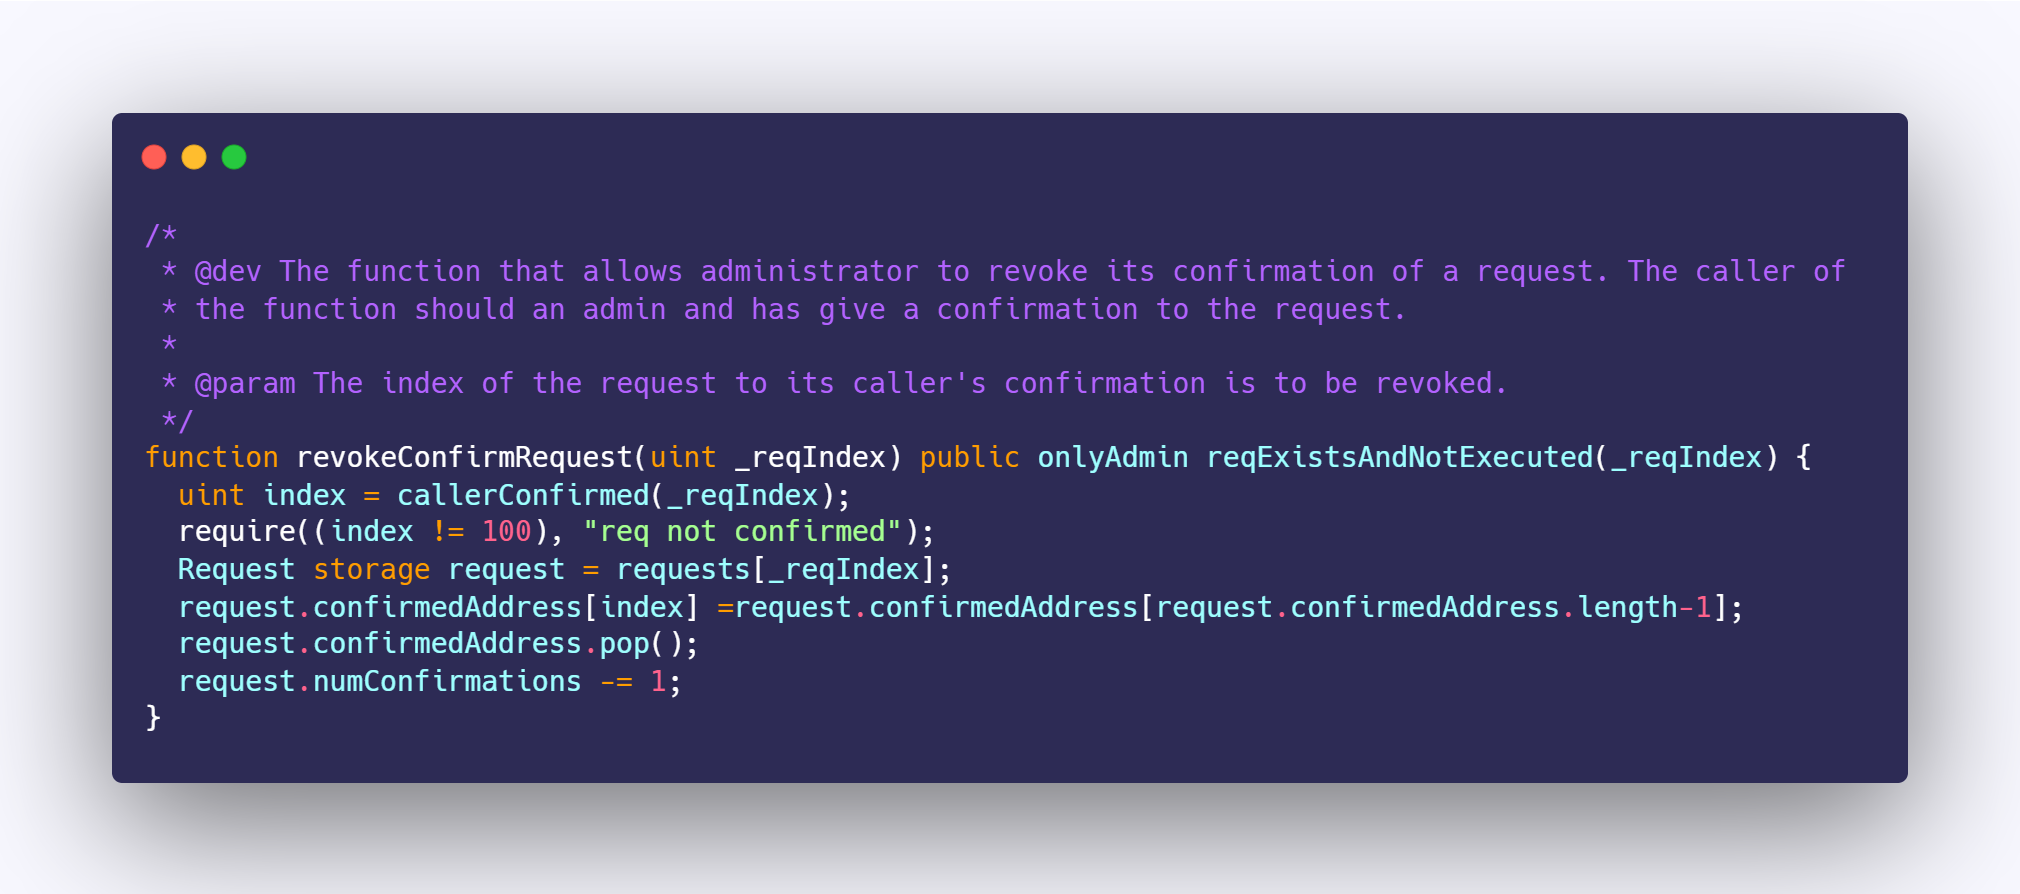 /*
 * @dev The function that allows administrator to revoke its confirmation of a request. The caller of
 * the function should an admin and has give a confirmation to the request.
 *
 * @param The index of the request to its caller's confirmation is to be revoked.
 */
function revokeConfirmRequest(uint _reqIndex) public onlyAdmin reqExistsAndNotExecuted(_reqIndex) {
  uint index = callerConfirmed(_reqIndex);
  require((index != 100), "req not confirmed");
  Request storage request = requests[_reqIndex];
  request.confirmedAddress[index] =request.confirmedAddress[request.confirmedAddress.length-1];
  request.confirmedAddress.pop();
  request.numConfirmations -= 1;
}